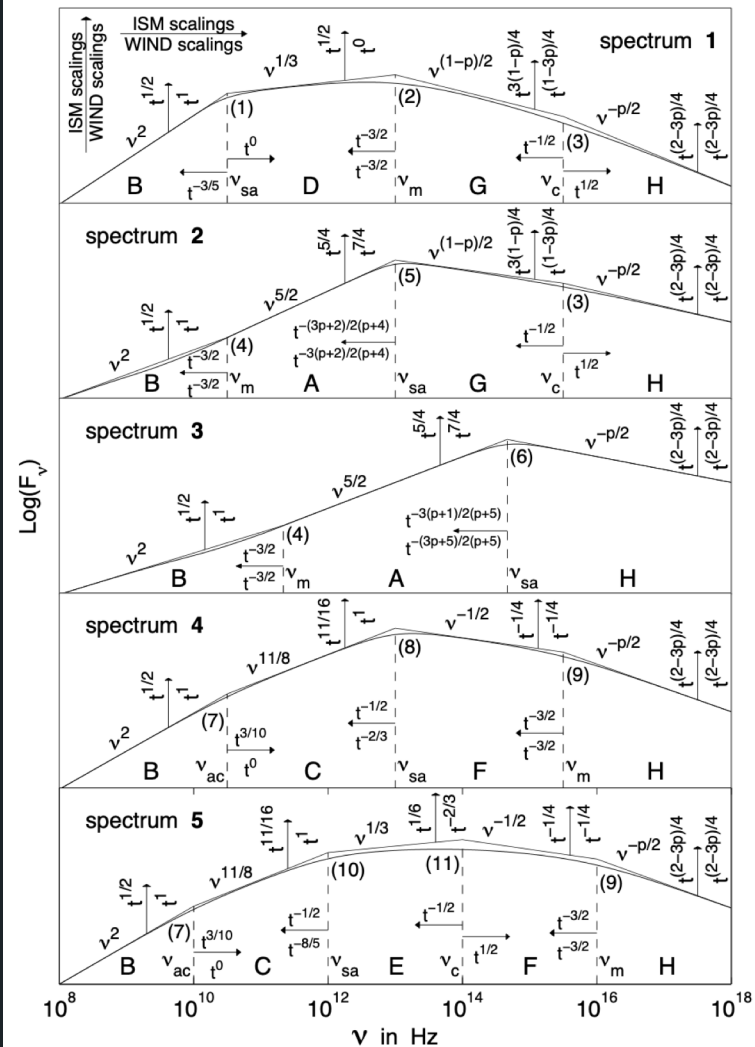 ISM scalings
WIND scalings
ISM scalings
WIND scalings
spectrum 1
ν^2
t^{1/2}
t^1
(1)
ν^{1/3}
t^{1/2}
t^0
(2)
ν^{(1−p)/2}
t^{3(1−p)/4}
t^{(1−3p)/4}
(3)
ν^{−p/2}
t^{(2−3p)/4}
t^{(2−3p)/4}
t^0
t^{−3/5}
t^{−3/2}
t^{−3/2}
t^{−1/2}
t^{1/2}
B ν_sa D ν_m G ν_c H
spectrum 2
ν^2
t^{1/2}
t^1
(4)
ν^{5/2}
t^{5/4}
t^{7/4}
(5)
ν^{(1−p)/2}
t^{3(1−p)/4}
t^{(1−3p)/4}
(3)
ν^{−p/2}
t^{(2−3p)/4}
t^{(2−3p)/4}
t^{−3/2}
t^{−3/2}
t^{−(3p+2)/2(p+4)}
t^{−3(p+2)/2(p+4)}
t^{−1/2}
t^{1/2}
B ν_m A ν_sa G ν_c H
spectrum 3
ν^2
t^{1/2}
t^1
(4)
ν^{5/2}
t^{5/4}
t^{7/4}
(6)
ν^{−p/2}
t^{(2−3p)/4}
t^{(2−3p)/4}
t^{−3/2}
t^{−3/2}
t^{−3(p+1)/2(p+5)}
t^{−(3p+5)/2(p+5)}
B ν_m A ν_sa H
spectrum 4
ν^2
t^{1/2}
t^1
(7)
ν^{11/8}
t^{11/16}
t^1
(8)
ν^{−1/2}
t^{−1/4}
t^{−1/4}
(9)
ν^{−p/2}
t^{(2−3p)/4}
t^{(2−3p)/4}
t^{3/10}
t^0
t^{−1/2}
t^{−2/3}
t^{−3/2}
t^{−3/2}
B ν_ac C ν_sa F ν_m H
spectrum 5
ν^2
t^{1/2}
t^1
(7)
ν^{11/8}
t^{11/16}
t^1
(10)
ν^{1/3}
t^{1/6}
t^{−2/3}
(11)
ν^{−1/2}
t^{−1/4}
t^{−1/4}
(9)
ν^{−p/2}
t^{(2−3p)/4}
t^{(2−3p)/4}
t^{3/10}
t^0
t^{−1/2}
t^{−8/5}
t^{−1/2}
t^{1/2}
t^{−3/2}
t^{−3/2}
B ν_ac C ν_sa E ν_c F ν_m H
10^8 10^10 10^12 10^14 10^16 10^18
ν in Hz
Log(F_ν)